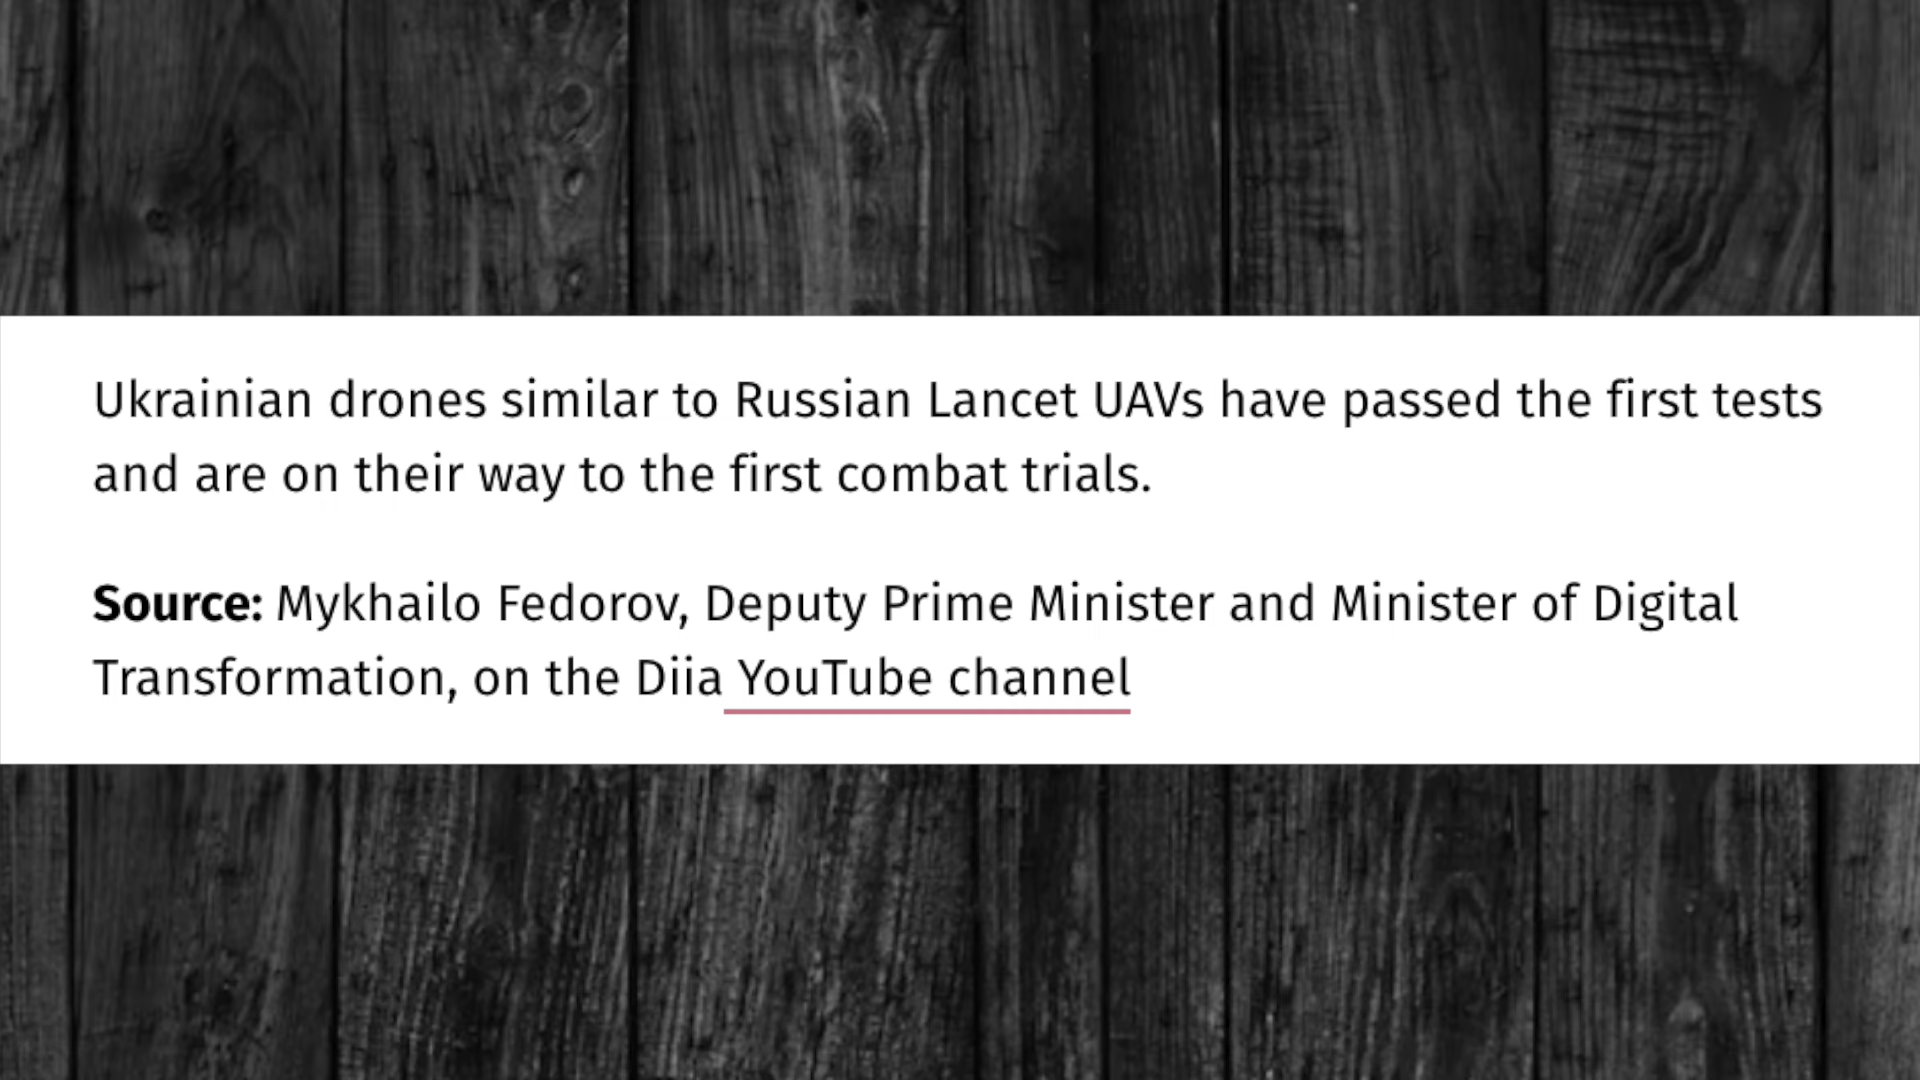 Ukrainian drones similar to Russian Lancet UAVs have passed the first tests
and are on their way to the first combat trials.
Source: Mykhailo Fedorov, Deputy Prime Minister and Minister of Digital
Transformation, on the Diia YouTube channel